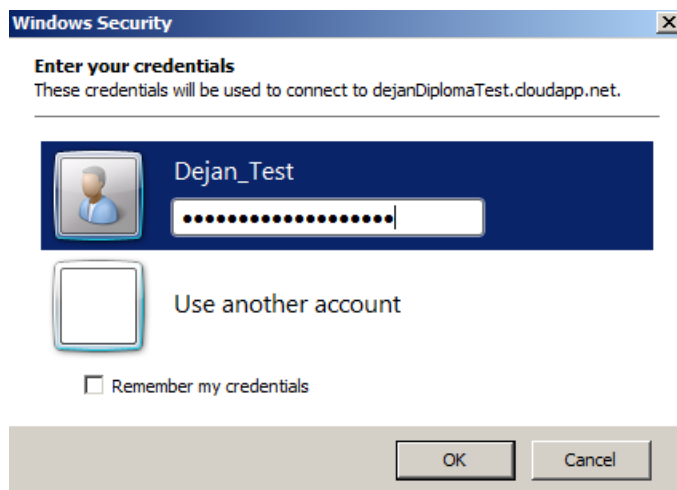 Windows Security
Enter your credentials
These credentials will be used to connect to dejanDiplomaTest.cloudapp.net.
Dejan_Test
●●●●●●●●●●●●●●●●●●●
Use another account
Remember my credentials
OK Cancel